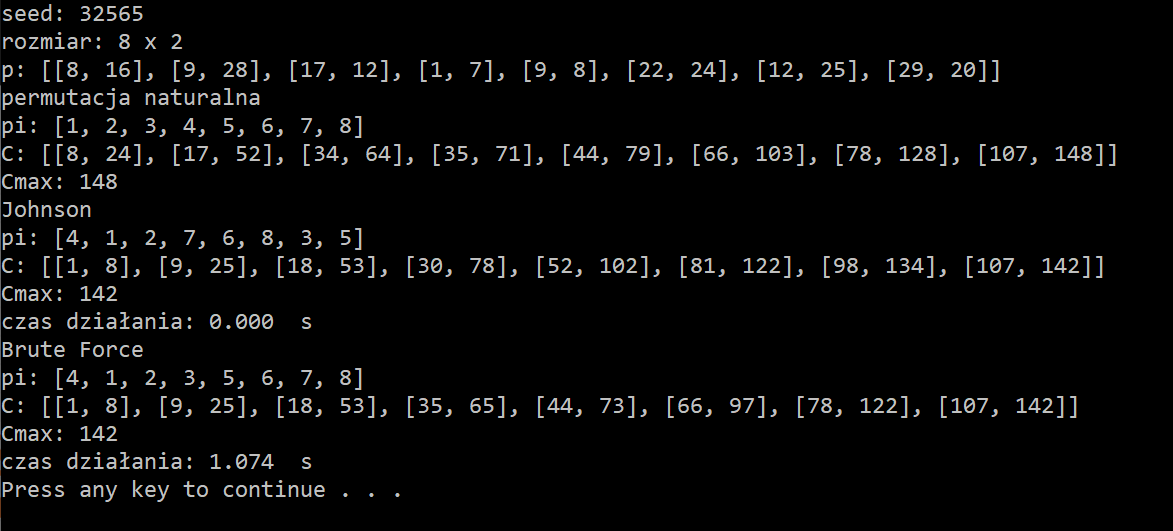 seed: 32565
rozmiar: 8 x 2
p: [[8, 16], [9, 28], [17, 12], [1, 7], [9, 8], [22, 24], [12, 25], [29, 20]]
permutacja naturalna
pi: [1, 2, 3, 4, 5, 6, 7, 8]
C: [[8, 24], [17, 52], [34, 64], [35, 71], [44, 79], [66, 103], [78, 128], [107, 148]]
Cmax: 148
Johnson
pi: [4, 1, 2, 7, 6, 8, 3, 5]
C: [[1, 8], [9, 25], [18, 53], [30, 78], [52, 102], [81, 122], [98, 134], [107, 142]]
Cmax: 142
czas działania: 0.000  s
Brute Force
pi: [4, 1, 2, 3, 5, 6, 7, 8]
C: [[1, 8], [9, 25], [18, 53], [35, 65], [44, 73], [66, 97], [78, 122], [107, 142]]
Cmax: 142
czas działania: 1.074  s
Press any key to continue . . .